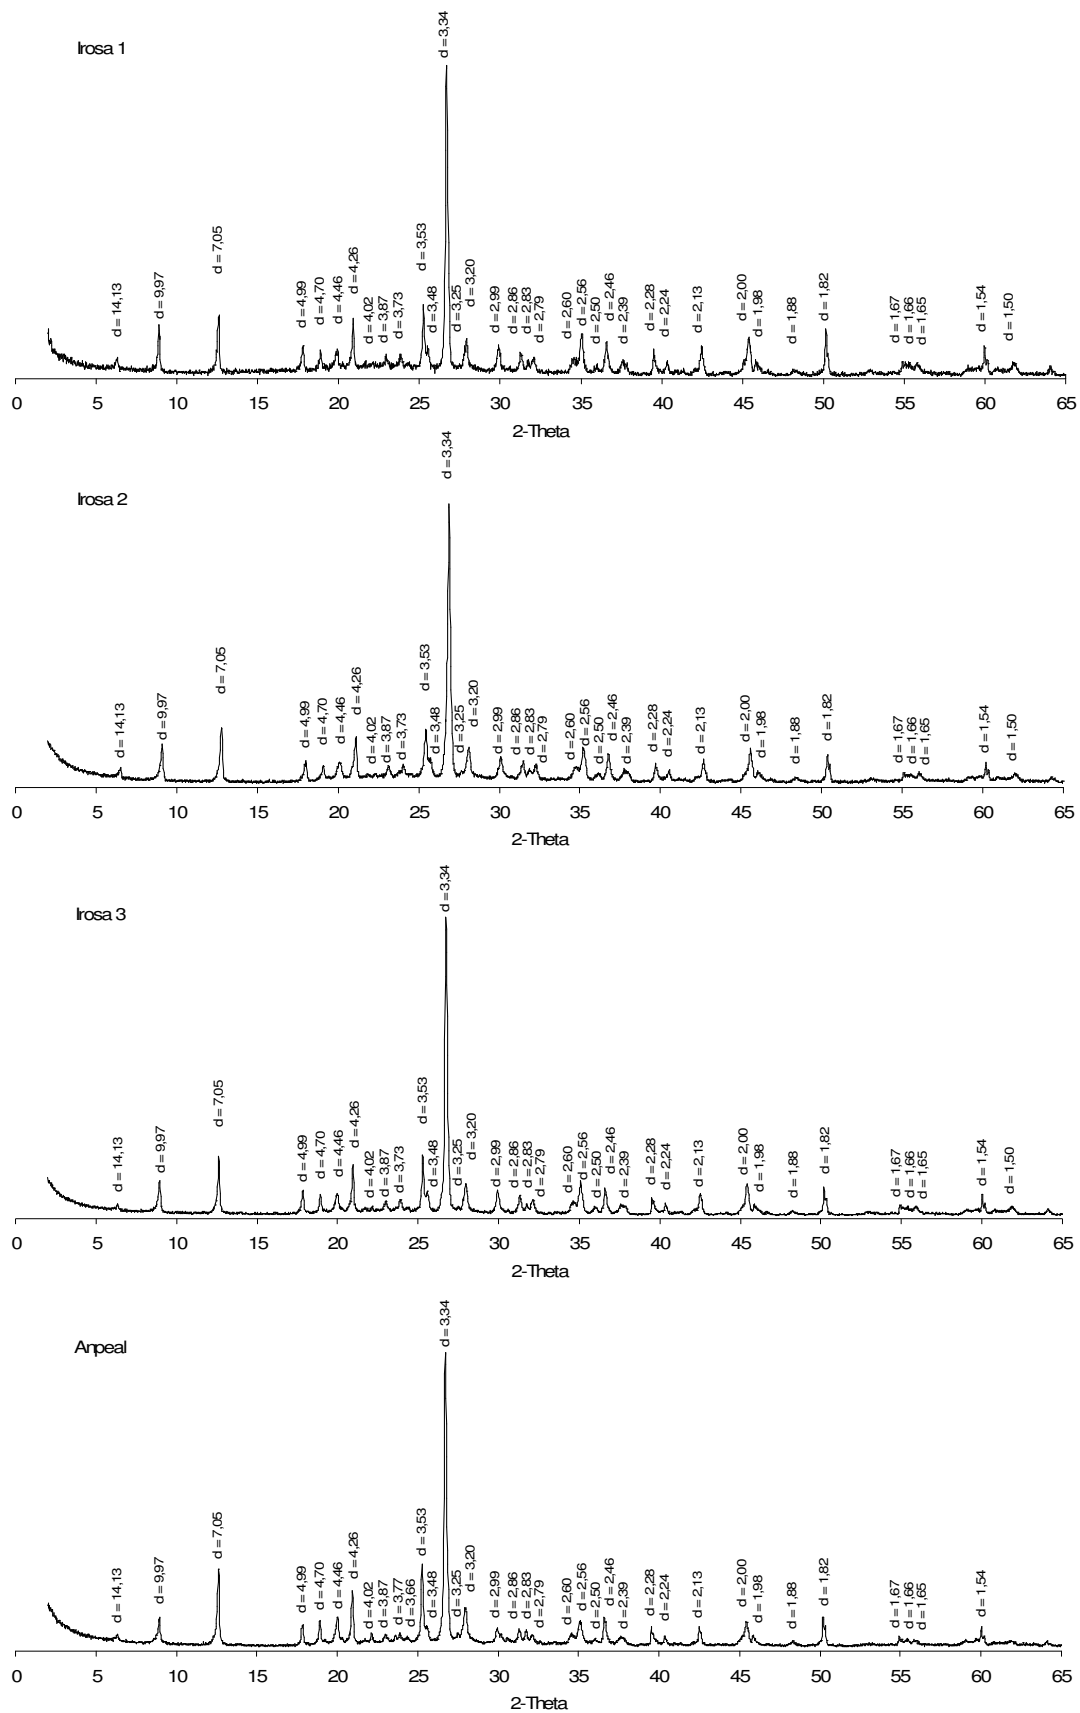 Irosa 1
d = 14,13
d = 9,97
d = 7,05
d = 4,99
d = 4,70
d = 4,46
d = 4,26
d = 4,02
d = 3,87
d = 3,73
d = 3,53
d = 3,48
d = 3,34
d = 3,25
d = 3,20
d = 2,99
d = 2,86
d = 2,83
d = 2,79
d = 2,60
d = 2,56
d = 2,50
d = 2,46
d = 2,39
d = 2,28
d = 2,24
d = 2,13
d = 2,00
d = 1,98
d = 1,88
d = 1,82
d = 1,67
d = 1,66
d = 1,65
d = 1,54
d = 1,50
0 5 10 15 20 25 30 35 40 45 50 55 60 65
2-Theta
Irosa 2
d = 14,13
d = 9,97
d = 7,05
d = 4,99
d = 4,70
d = 4,46
d = 4,26
d = 4,02
d = 3,87
d = 3,73
d = 3,53
d = 3,48
d = 3,34
d = 3,25
d = 3,20
d = 2,99
d = 2,86
d = 2,83
d = 2,79
d = 2,60
d = 2,56
d = 2,50
d = 2,46
d = 2,39
d = 2,28
d = 2,24
d = 2,13
d = 2,00
d = 1,98
d = 1,88
d = 1,82
d = 1,67
d = 1,66
d = 1,65
d = 1,54
d = 1,50
0 5 10 15 20 25 30 35 40 45 50 55 60 65
2-Theta
Irosa 3
d = 14,13
d = 9,97
d = 7,05
d = 4,99
d = 4,70
d = 4,46
d = 4,26
d = 4,02
d = 3,87
d = 3,73
d = 3,53
d = 3,48
d = 3,34
d = 3,25
d = 3,20
d = 2,99
d = 2,86
d = 2,83
d = 2,79
d = 2,60
d = 2,56
d = 2,50
d = 2,46
d = 2,39
d = 2,28
d = 2,24
d = 2,13
d = 2,00
d = 1,98
d = 1,88
d = 1,82
d = 1,67
d = 1,66
d = 1,65
d = 1,54
d = 1,50
0 5 10 15 20 25 30 35 40 45 50 55 60 65
2-Theta
Anpeal
d = 14,13
d = 9,97
d = 7,05
d = 4,99
d = 4,70
d = 4,46
d = 4,26
d = 4,02
d = 3,87
d = 3,77
d = 3,66
d = 3,53
d = 3,48
d = 3,34
d = 3,25
d = 3,20
d = 2,99
d = 2,86
d = 2,83
d = 2,79
d = 2,60
d = 2,56
d = 2,50
d = 2,46
d = 2,39
d = 2,28
d = 2,24
d = 2,13
d = 2,00
d = 1,98
d = 1,88
d = 1,82
d = 1,67
d = 1,66
d = 1,65
d = 1,54
0 5 10 15 20 25 30 35 40 45 50 55 60 65
2-Theta